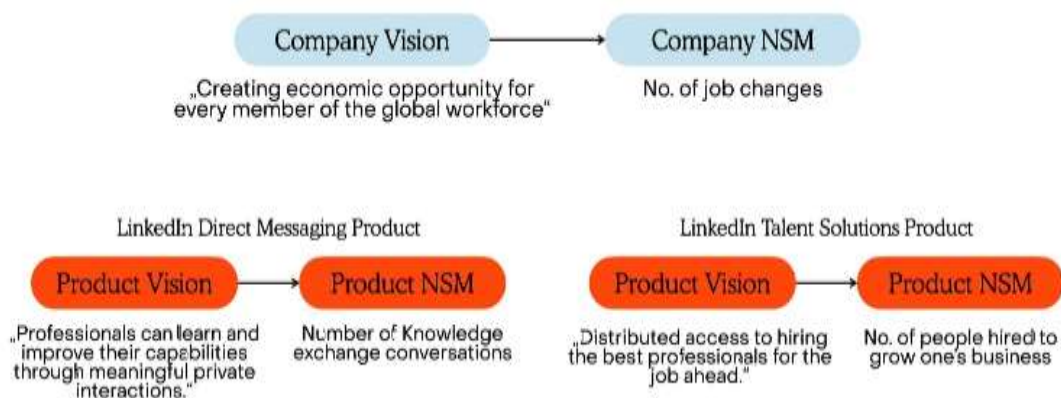 Company Vision
Company NSM
„Creating economic opportunity for
every member of the global workforce“
No. of job changes
LinkedIn Direct Messaging Product
LinkedIn Talent Solutions Product
Product Vision
Product NSM
Product Vision
Product NSM
„Professionals can learn and
improve their capabilities
through meaningful private
interactions.“
Number of Knowledge
exchange conversations
„Distributed access to hiring
the best professionals for the
job ahead.“
No. of people hired to
grow one's business